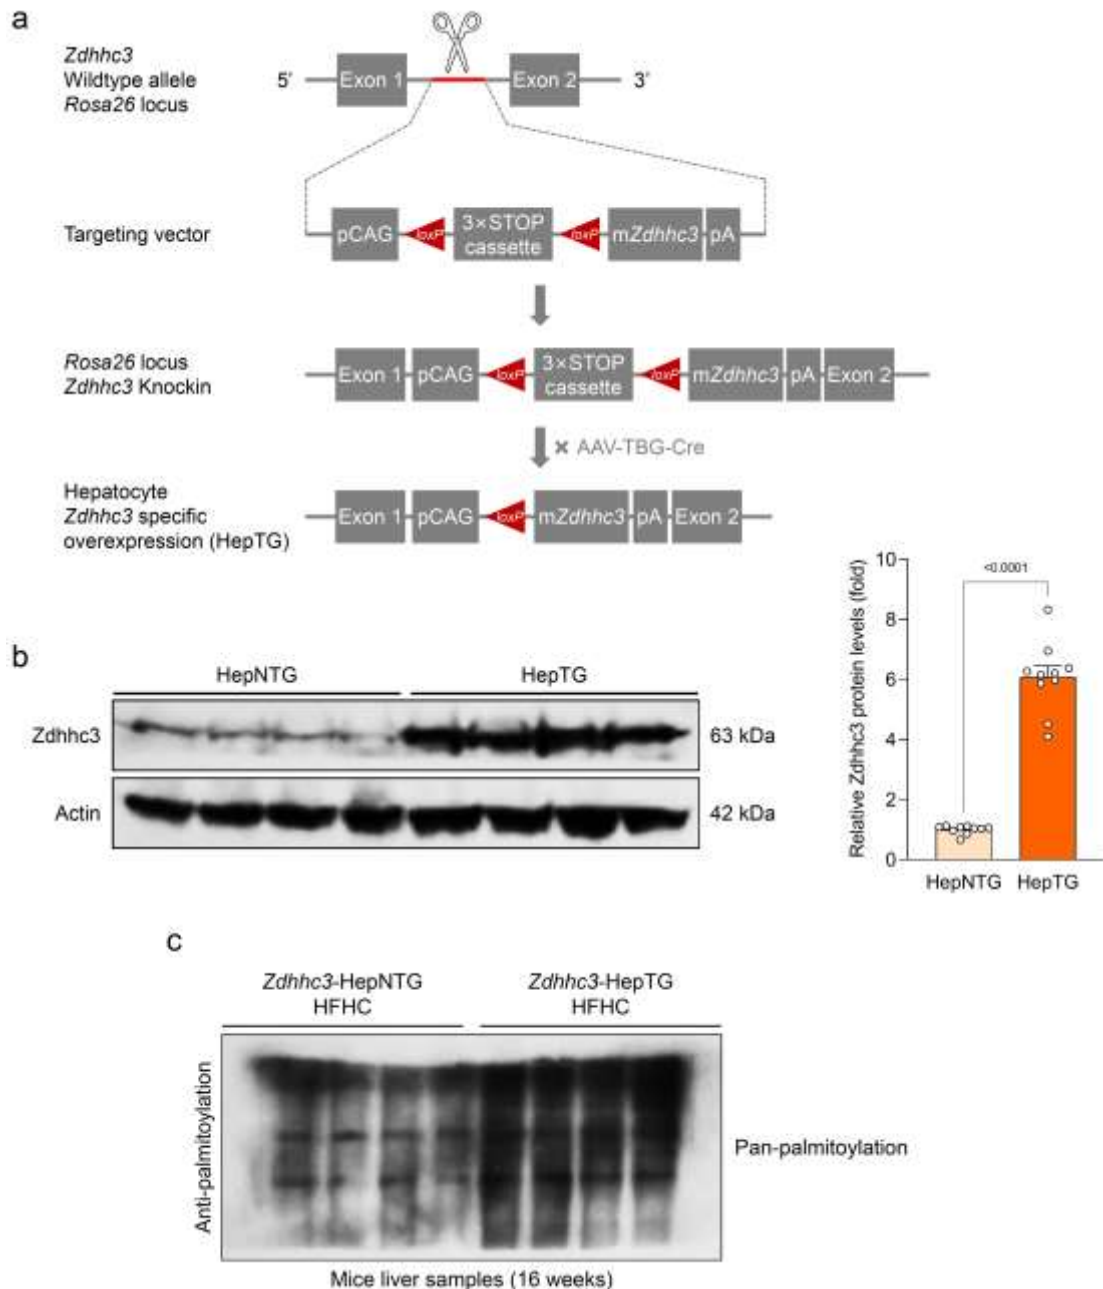 a
Zdhhc3
Wildtype allele
Rosa26 locus
5'
Exon 1
Exon 2
3'
Targeting vector
pCAG
loxP
3×STOP
cassette
loxP
mZdhhc3
pA
Rosa26 locus
Zdhhc3 Knockin
Exon 1
pCAG
loxP
3×STOP
cassette
loxP
mZdhhc3
pA
Exon 2
× AAV-TBG-Cre
Hepatocyte
Zdhhc3 specific
overexpression (HepTG)
Exon 1
pCAG
loxP
mZdhhc3
pA
Exon 2
b
HepNTG
HepTG
Zdhhc3
63 kDa
Actin
42 kDa
Relative Zdhhc3 protein levels (fold)
10
8
6
4
2
0
<0.0001
HepNTG
HepTG
c
Zdhhc3-HepNTG
HFHC
Zdhhc3-HepTG
HFHC
Anti-palmitoylation
Pan-palmitoylation
Mice liver samples (16 weeks)